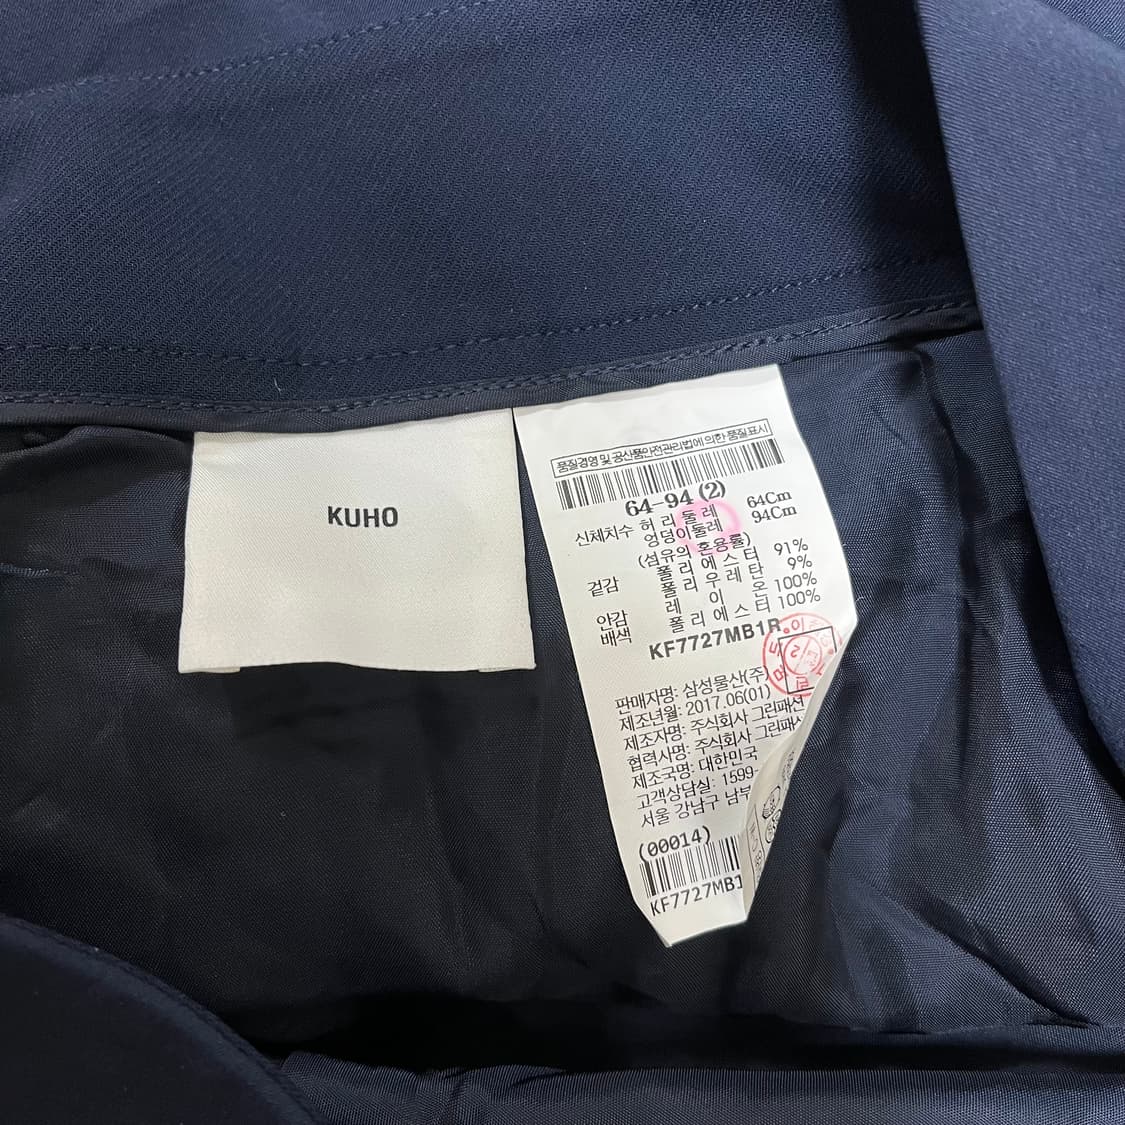 KUHO
품질경영 및 공산품안전관리법에 의한 품질표시
64-94 (2)
신체치수 허리둘레 64Cm
엉덩이둘레 94Cm
(섬유의 혼용률)
겉감 폴리에스터 91%
폴리우레탄 9%
안감 레이온 100%
배색 폴리에스터 100%
KF7727MB1R
판매자명: 삼성물산(주)
제조년월: 2017.06(01)
제조자명: 주식회사 그린패션
협력사명: 주식회사 그린패션
제조국명: 대한민국
고객상담실: 1599-
서울 강남구 남부
(00014)
KF7727MB1